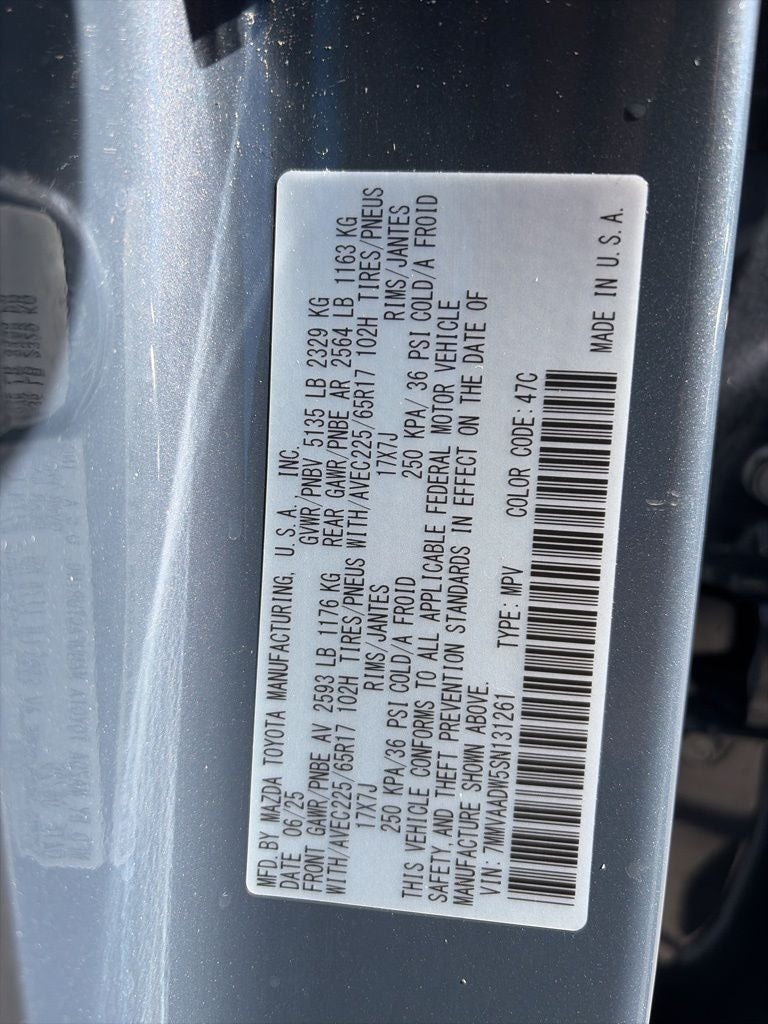 MFD. BY MAZDA TOYOTA MANUFACTURING, U.S.A., INC.
DATE 06/25 GVWR/PNBV 5135 LB 2329 KG
FRONT GAWR/PNBE AV 2593 LB 1176 KG REAR GAWR/PNBE AR 2564 LB 1163 KG
WITH/AVEC225/65R17 102H TIRES/PNEUS WITH/AVEC225/65R17 102H TIRES/PNEUS
17X7J RIMS/JANTES 17X7J RIMS/JANTES
250 KPA/36 PSI COLD/A FROID 250 KPA/ 36 PSI COLD/A FROID
THIS VEHICLE CONFORMS TO ALL APPLICABLE FEDERAL MOTOR VEHICLE
SAFETY, AND THEFT PREVENTION STANDARDS IN EFFECT ON THE DATE OF
MANUFACTURE SHOWN ABOVE.
VIN: 7MMVAADW5SN131261 TYPE: MPV COLOR CODE: 47C
MADE IN U.S.A.